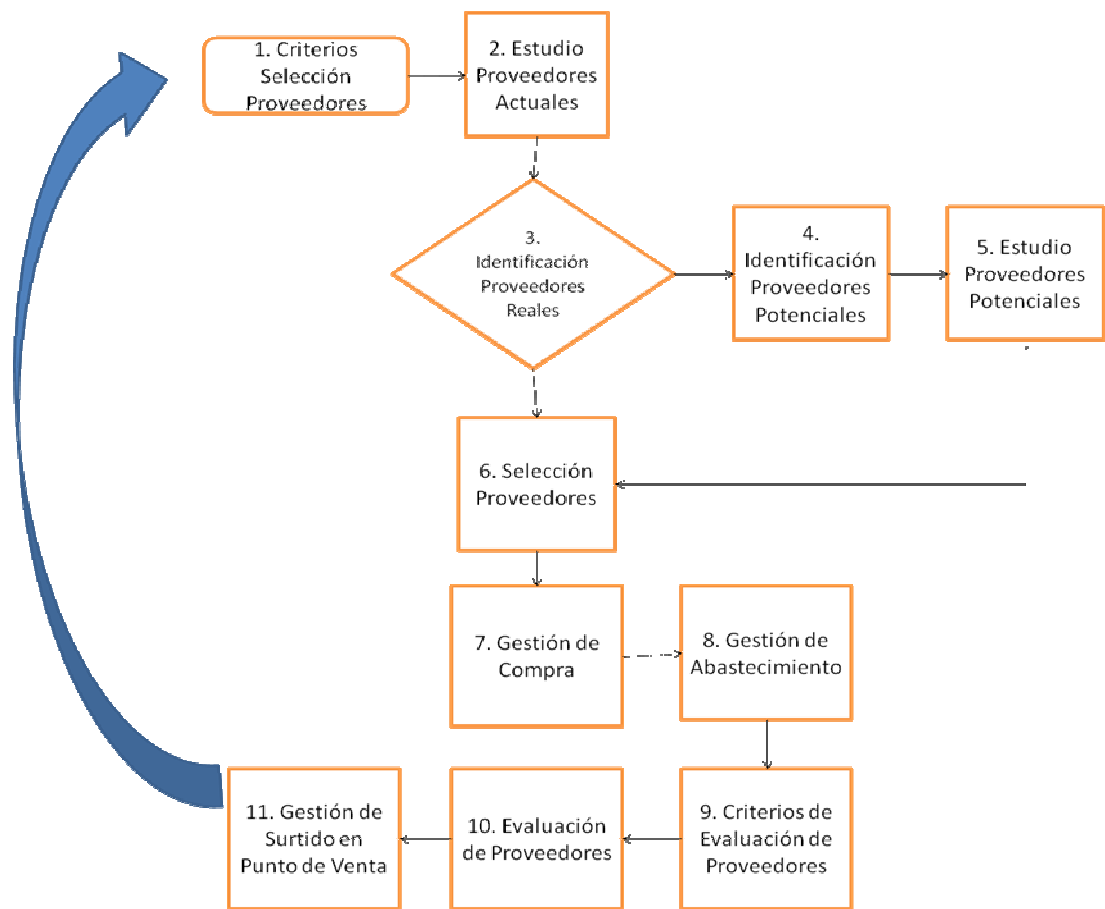 1. Criterios
Selección
Proveedores
2. Estudio
Proveedores
Actuales
3.
Identificación
Proveedores
Reales
4.
Identificación
Proveedores
Potenciales
5. Estudio
Proveedores
Potenciales
6. Selección
Proveedores
7. Gestión de
Compra
8. Gestión de
Abastecimiento
9. Criterios de
Evaluación de
Proveedores
10. Evaluación
de Proveedores
11. Gestión de
Surtido en
Punto de Venta